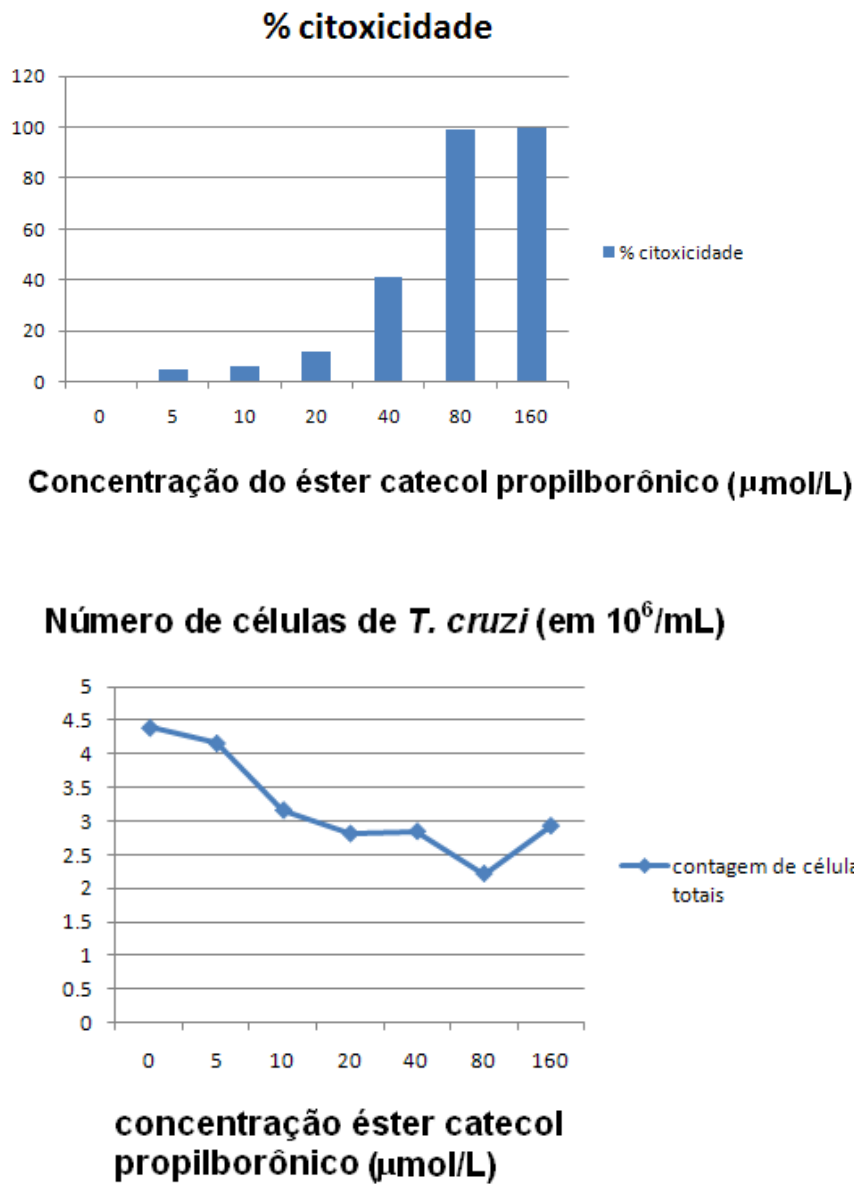 % citoxicidade
120
100
80
60
40
20
0
% citoxicidade
0 5 10 20 40 80 160
Concentração do éster catecol propilborônico (µmol/L)
Número de células de T. cruzi (em 10⁶/mL)
5
4.5
4
3.5
3
2.5
2
1.5
1
0.5
0
contagem de célula
totais
0 5 10 20 40 80 160
concentração éster catecol
propilborônico (µmol/L)